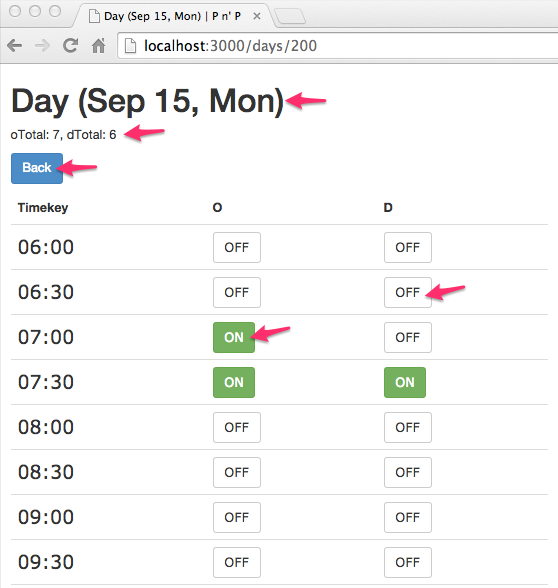 Day (Sep 15, Mon) | P n' P
localhost:3000/days/200
Day (Sep 15, Mon)
oTotal: 7, dTotal: 6
Back
Timekey O D
06:00 OFF OFF
06:30 OFF OFF
07:00 ON OFF
07:30 ON ON
08:00 OFF OFF
08:30 OFF OFF
09:00 OFF OFF
09:30 OFF OFF